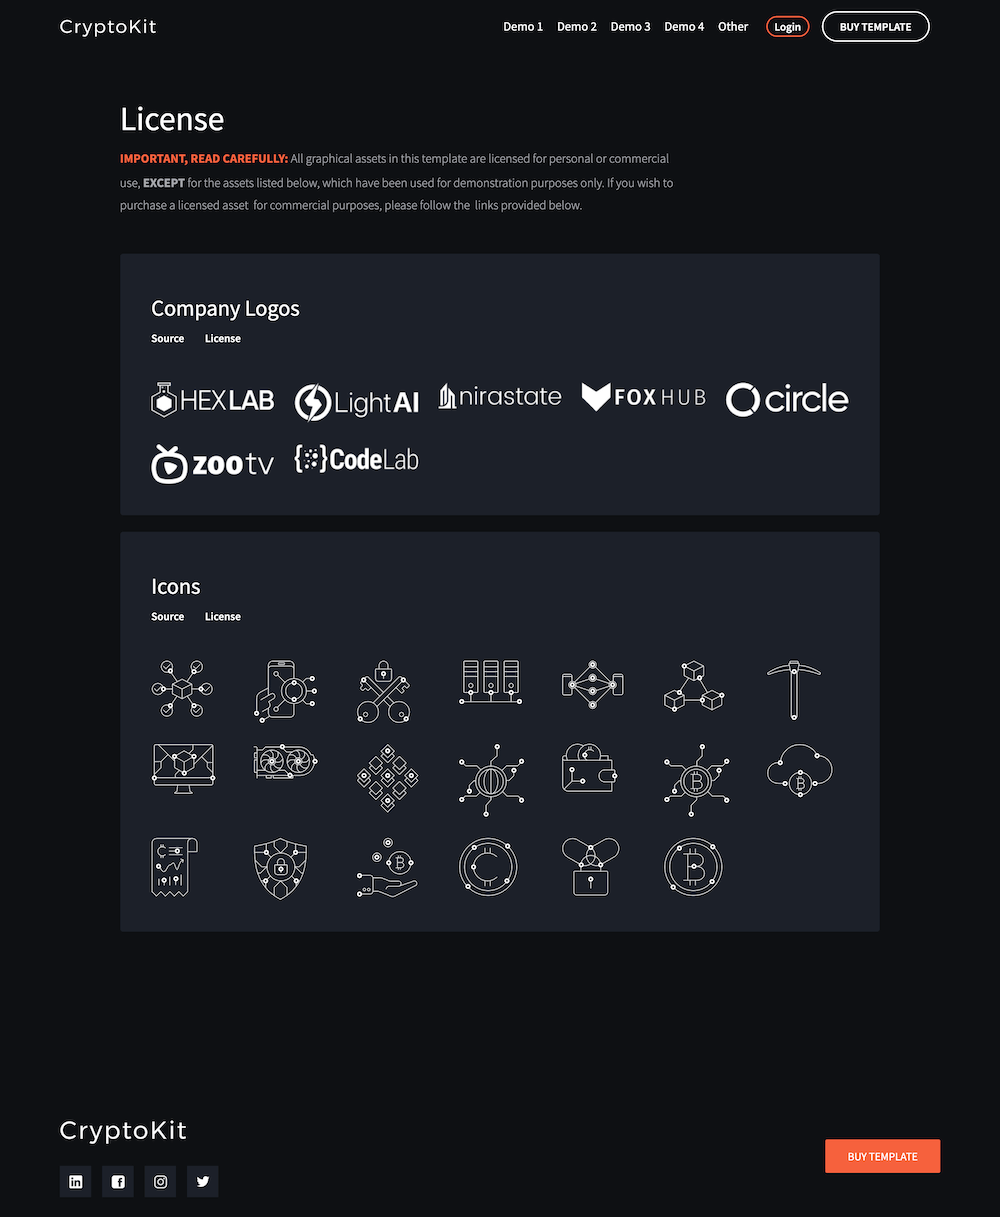 CryptoKit
Demo 1 Demo 2 Demo 3 Demo 4 Other Login BUY TEMPLATE
License
IMPORTANT, READ CAREFULLY: All graphical assets in this template are licensed for personal or commercial
use, EXCEPT for the assets listed below, which have been used for demonstration purposes only. If you wish to
purchase a licensed asset for commercial purposes, please follow the links provided below.
Company Logos
Source License
HEXLAB LightAI nirastate FOXHUB circle
zootv {}CodeLab
Icons
Source License
CryptoKit
BUY TEMPLATE